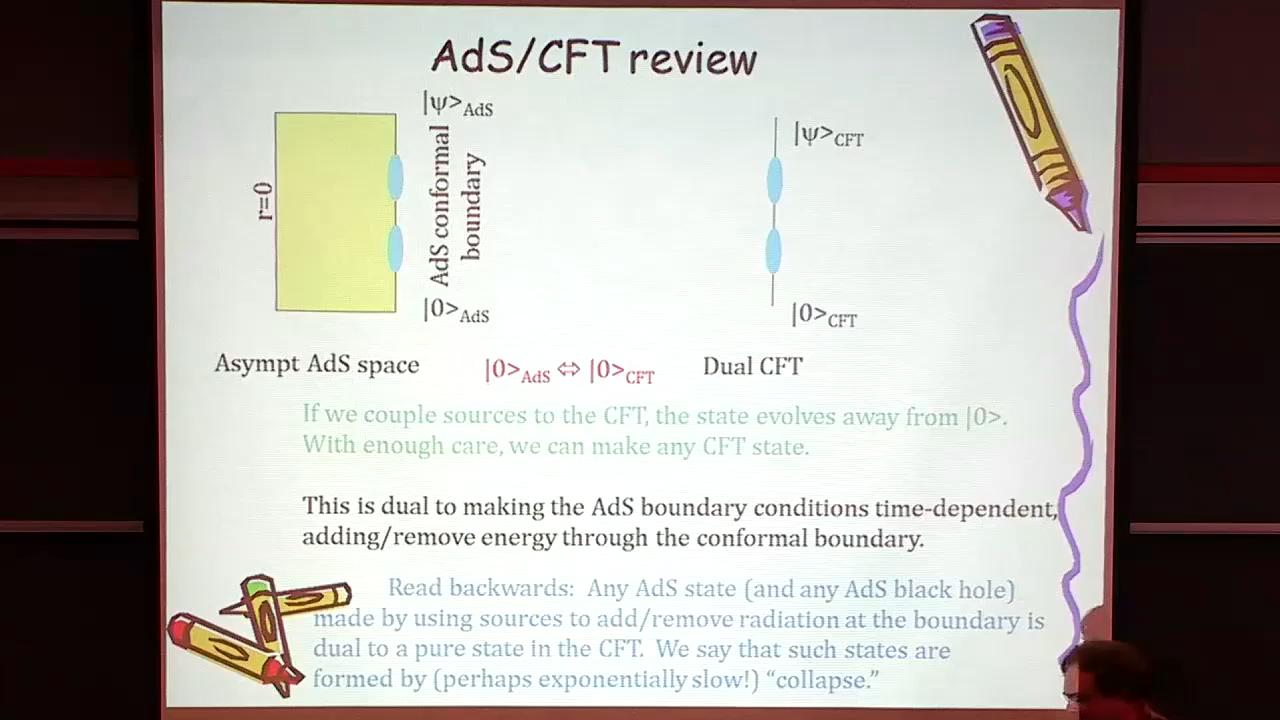 AdS/CFT review
|ψ>AdS
r=0
AdS conformal
boundary
|0>AdS
|ψ>CFT
|0>CFT
Asympt AdS space
|0>AdS ⇔ |0>CFT
Dual CFT
If we couple sources to the CFT, the state evolves away from |0>.
With enough care, we can make any CFT state.
This is dual to making the AdS boundary conditions time-dependent,
adding/remove energy through the conformal boundary.
Read backwards: Any AdS state (and any AdS black hole)
made by using sources to add/remove radiation at the boundary is
dual to a pure state in the CFT. We say that such states are
formed by (perhaps exponentially slow!) “collapse.”